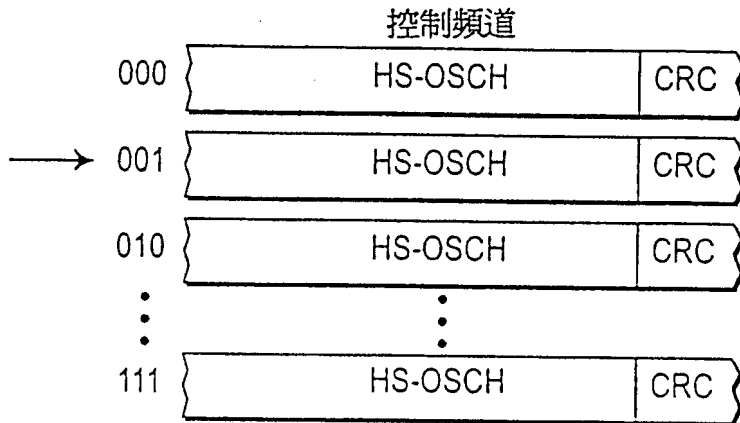 控制頻道
000 HS-OSCH CRC
001 HS-OSCH CRC
010 HS-OSCH CRC
111 HS-OSCH CRC